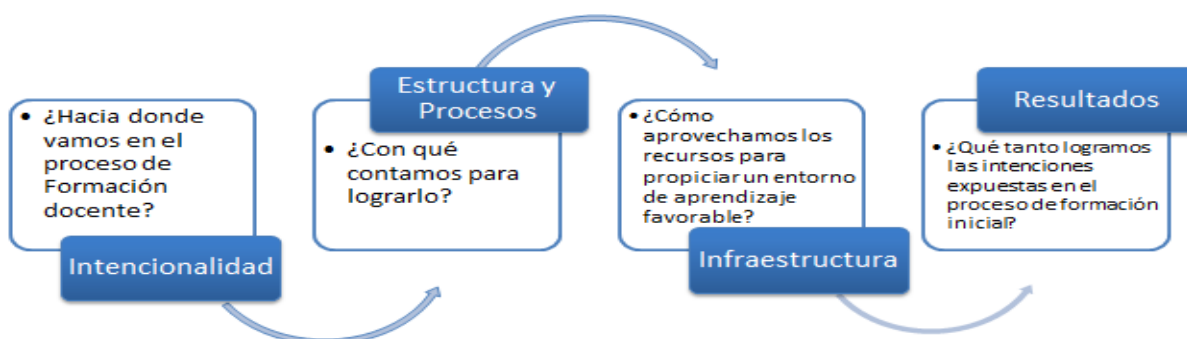 • ¿Hacia donde
vamos en el
proceso de
Formación
docente?
Intencionalidad
Estructura y
Procesos
• ¿Con qué
contamos para
lograrlo?
• ¿Cómo
aprovechamos los
recursos para
propiciar un entorno
de aprendizaje
favorable?
Infraestructura
Resultados
• ¿Qué tanto logramos
las intenciones
expuestas en el
proceso de formación
inicial?